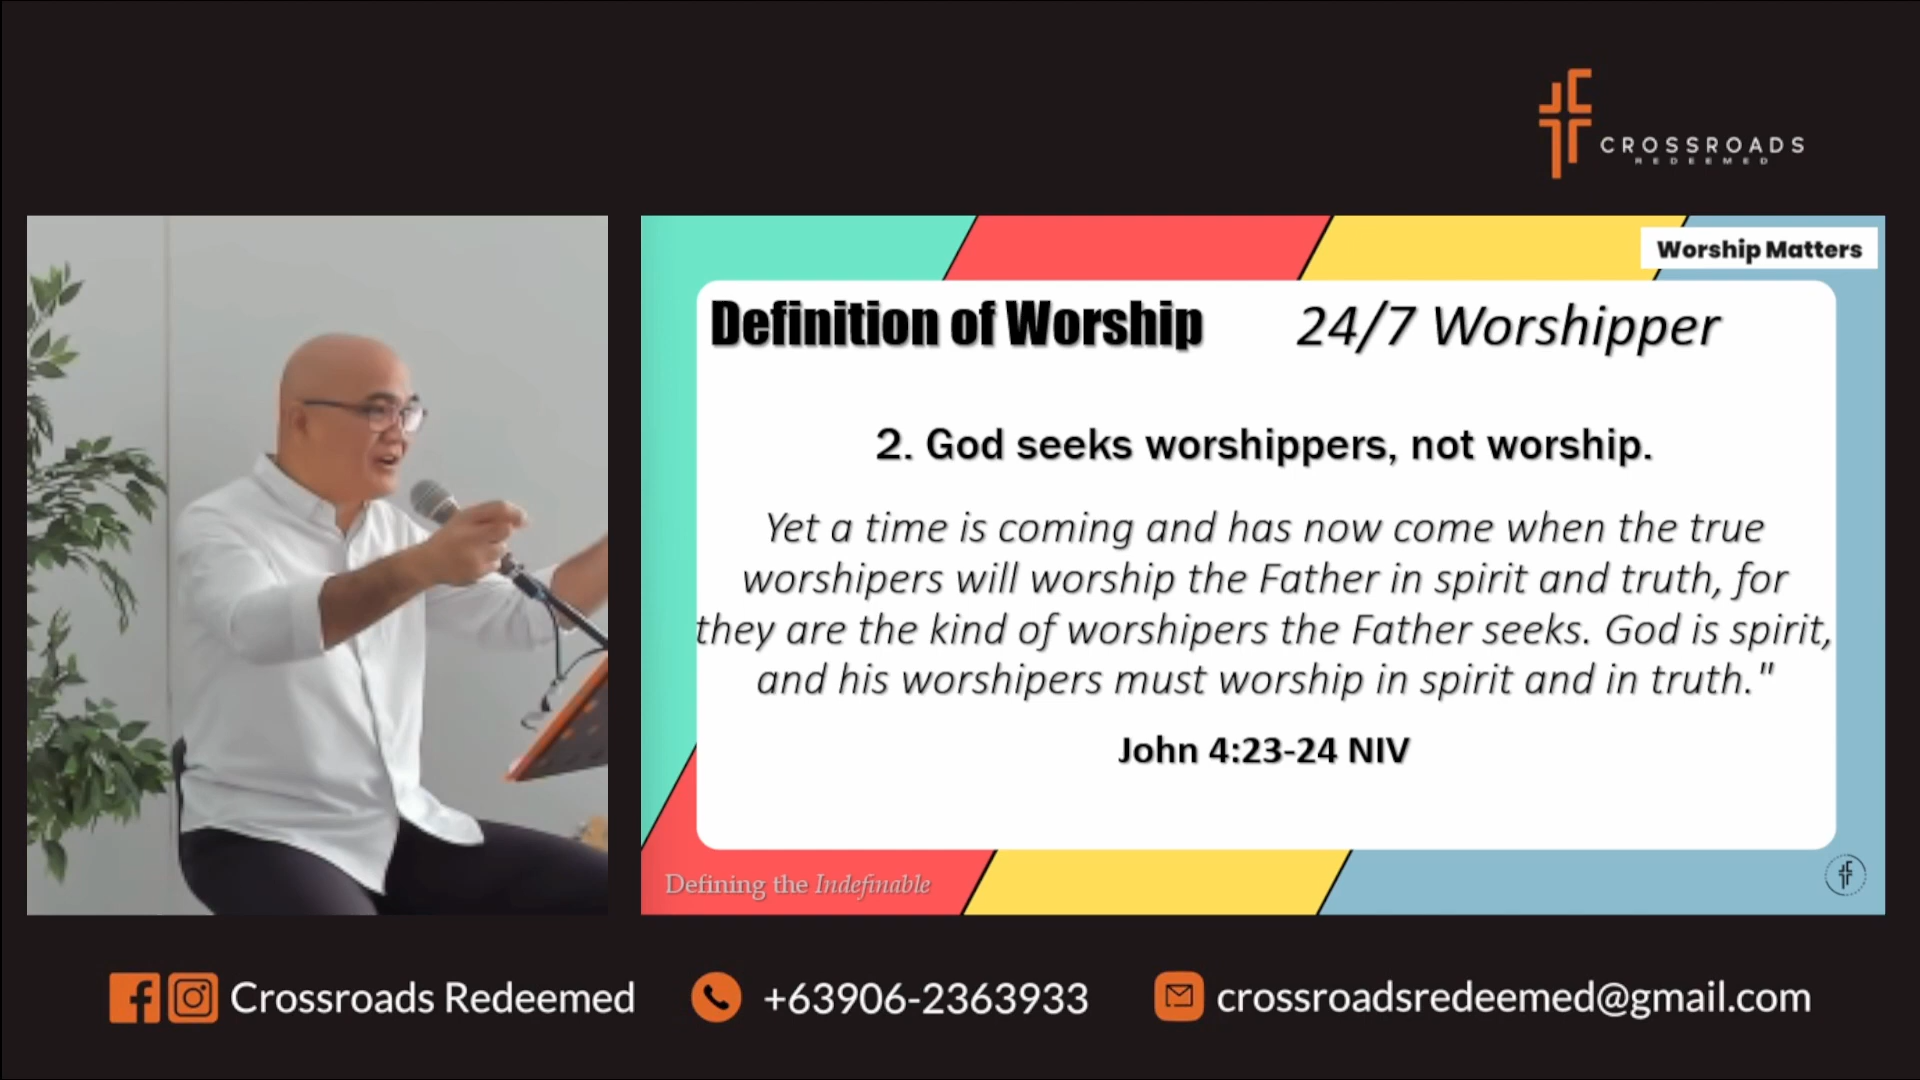 CROSSROADS
REDEEMED
Worship Matters
Definition of Worship 24/7 Worshipper
2. God seeks worshippers, not worship.
Yet a time is coming and has now come when the true
worshipers will worship the Father in spirit and truth, for
they are the kind of worshipers the Father seeks. God is spirit,
and his worshipers must worship in spirit and in truth."
John 4:23-24 NIV
Defining the Indefinable
Crossroads Redeemed +63906-2363933 crossroadsredeemed@gmail.com